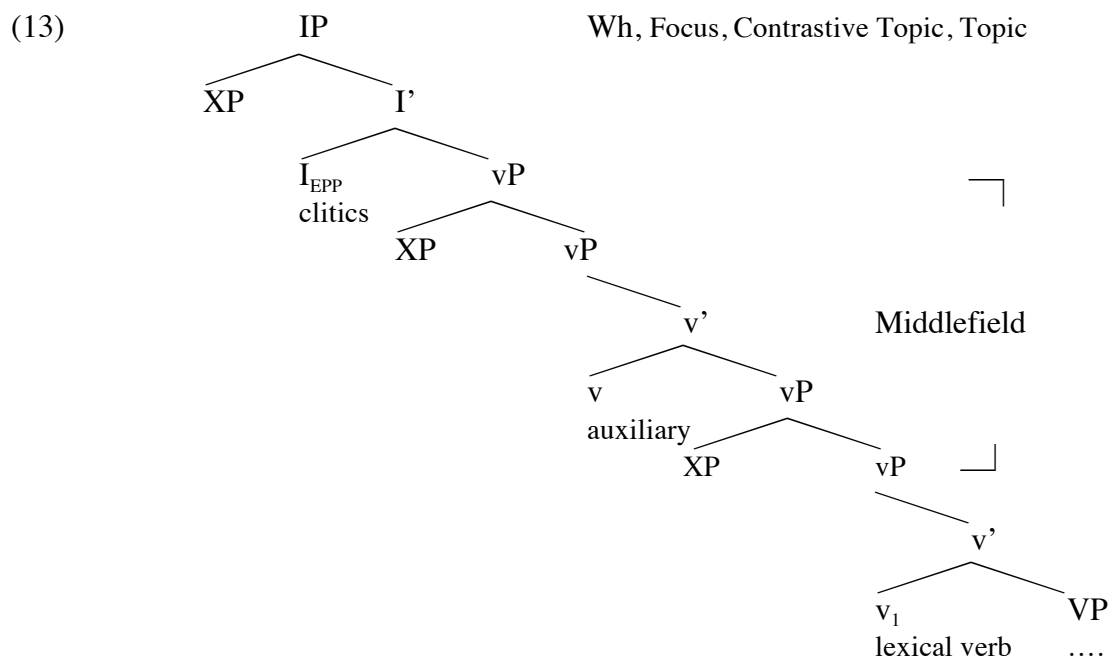 (13) IP Wh, Focus, Contrastive Topic, Topic
XP I’
I_EPP vP
clitics
XP vP
v’ Middlefield
v vP
auxiliary
XP vP
v’
v₁ VP
lexical verb ....